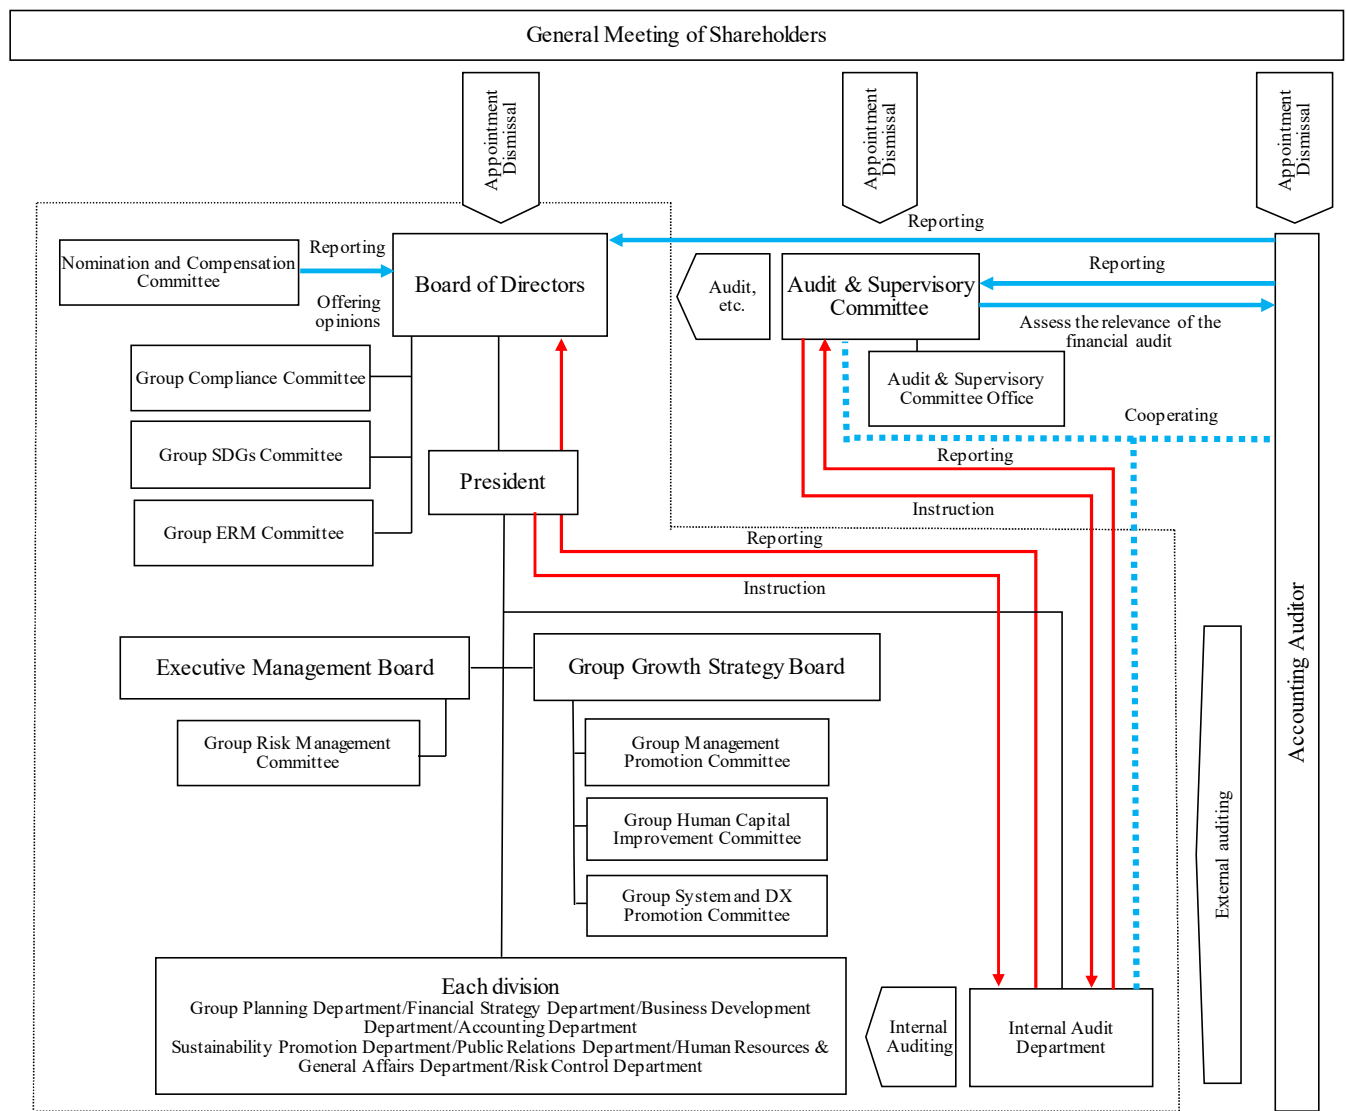 General Meeting of Shareholders
Appointment
Dismissal
Appointment
Dismissal
Appointment
Dismissal
Reporting
Nomination and Compensation
Committee
Reporting
Offering
opinions
Board of Directors
Audit,
etc.
Audit & Supervisory
Committee
Reporting
Assess the relevance of the
financial audit
Group Compliance Committee
Audit & Supervisory
Committee Office
Cooperating
Group SDGs Committee
Reporting
President
Instruction
Group ERM Committee
Reporting
Instruction
Accounting Auditor
Executive Management Board
Group Growth Strategy Board
Group Risk Management
Committee
Group Management
Promotion Committee
Group Human Capital
Improvement Committee
External auditing
Group System and DX
Promotion Committee
Each division
Group Planning Department/Financial Strategy Department/Business Development
Department/Accounting Department
Sustainability Promotion Department/Public Relations Department/Human Resources &
General Affairs Department/Risk Control Department
Internal
Auditing
Internal Audit
Department